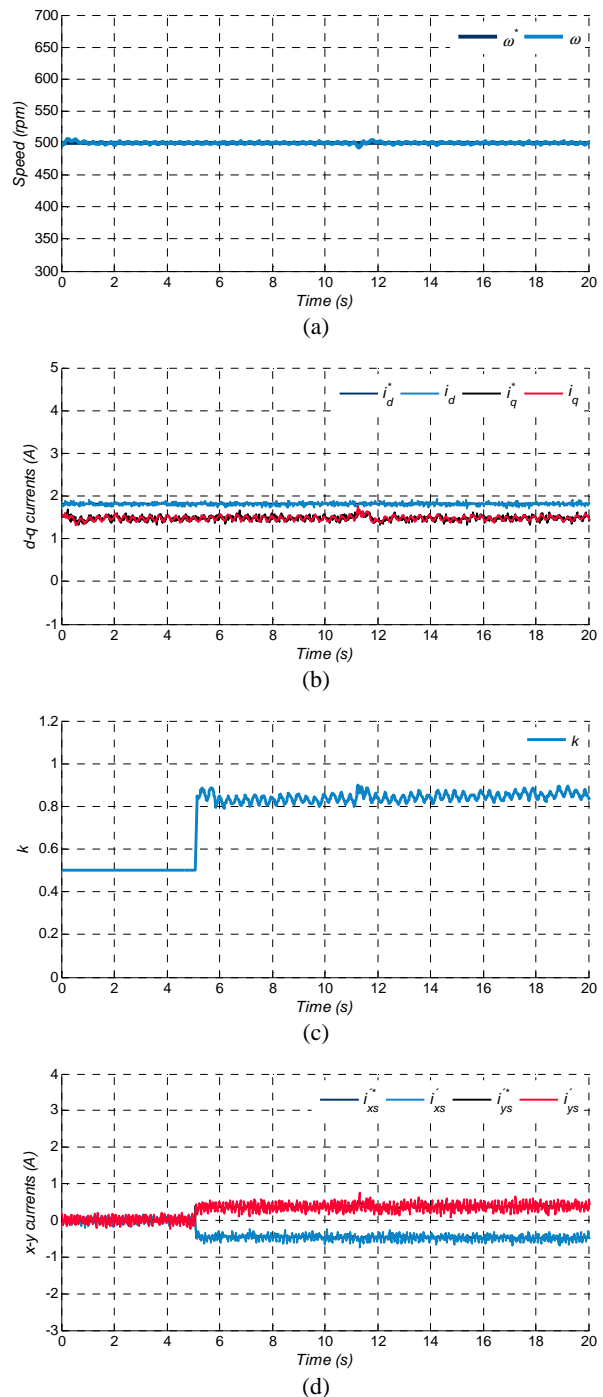 700
650
600
550
500
450
400
350
300
Speed (rpm)
ω* ω
0 2 4 6 8 10 12 14 16 18 20
Time (s)
(a)
5
4
3
2
1
0
-1
d-q currents (A)
i*d id i*q iq
0 2 4 6 8 10 12 14 16 18 20
Time (s)
(b)
1.2
1
0.8
0.6
0.4
0.2
0
k
k
0 2 4 6 8 10 12 14 16 18 20
Time (s)
(c)
4
3
2
1
0
-1
-2
-3
x-y currents (A)
i´*xs i´xs i´*ys i´ys
0 2 4 6 8 10 12 14 16 18 20
Time (s)
(d)